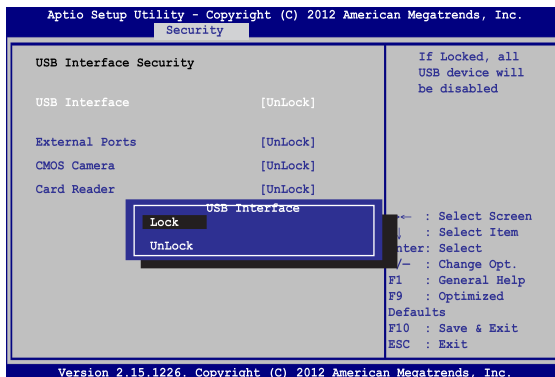 Aptio Setup Utility - Copyright (C) 2012 American Megatrends, Inc.
Security
USB Interface Security
USB Interface [UnLock]
External Ports [UnLock]
CMOS Camera [UnLock]
Card Reader [UnLock]
USB Interface
Lock
UnLock
If Locked, all
USB device will
be disabled
← : Select Screen
↓ : Select Item
nter: Select
/— : Change Opt.
F1 : General Help
F9 : Optimized
Defaults
F10 : Save & Exit
ESC : Exit
Version 2.15.1226. Copyright (C) 2012 American Megatrends, Inc.